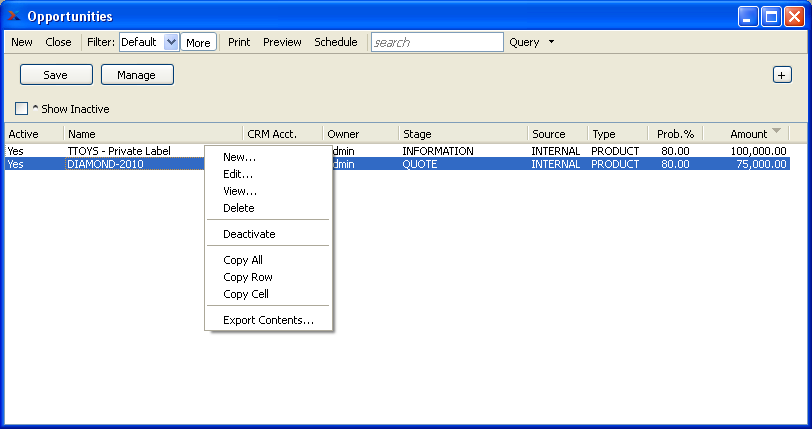 Opportunities
New Close Filter: Default More Print Preview Schedule search Query
Save Manage +
^ Show Inactive
Active Name CRM Acct. Owner Stage Source Type Prob.% Amount
Yes TTOYS - Private Label dmin INFORMATION INTERNAL PRODUCT 80.00 100,000.00
Yes DIAMOND-2010 dmin QUOTE INTERNAL PRODUCT 80.00 75,000.00
New...
Edit...
View...
Delete
Deactivate
Copy All
Copy Row
Copy Cell
Export Contents...